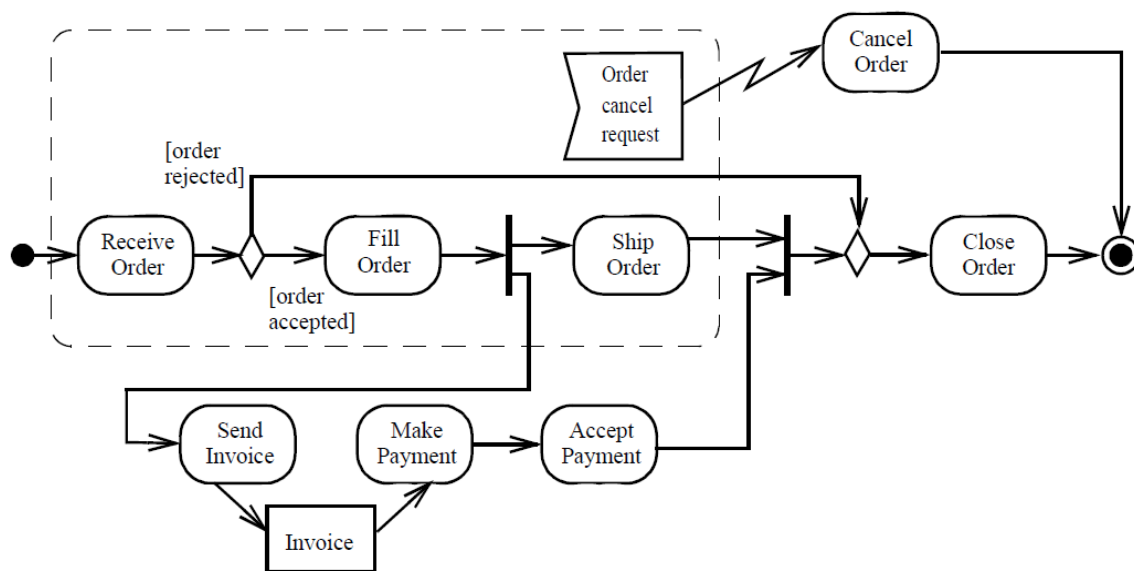 Cancel
Order
Order
cancel
request
[order
rejected]
Receive
Order
Fill
Order
Ship
Order
Close
Order
[order
accepted]
Send
Invoice
Make
Payment
Accept
Payment
Invoice